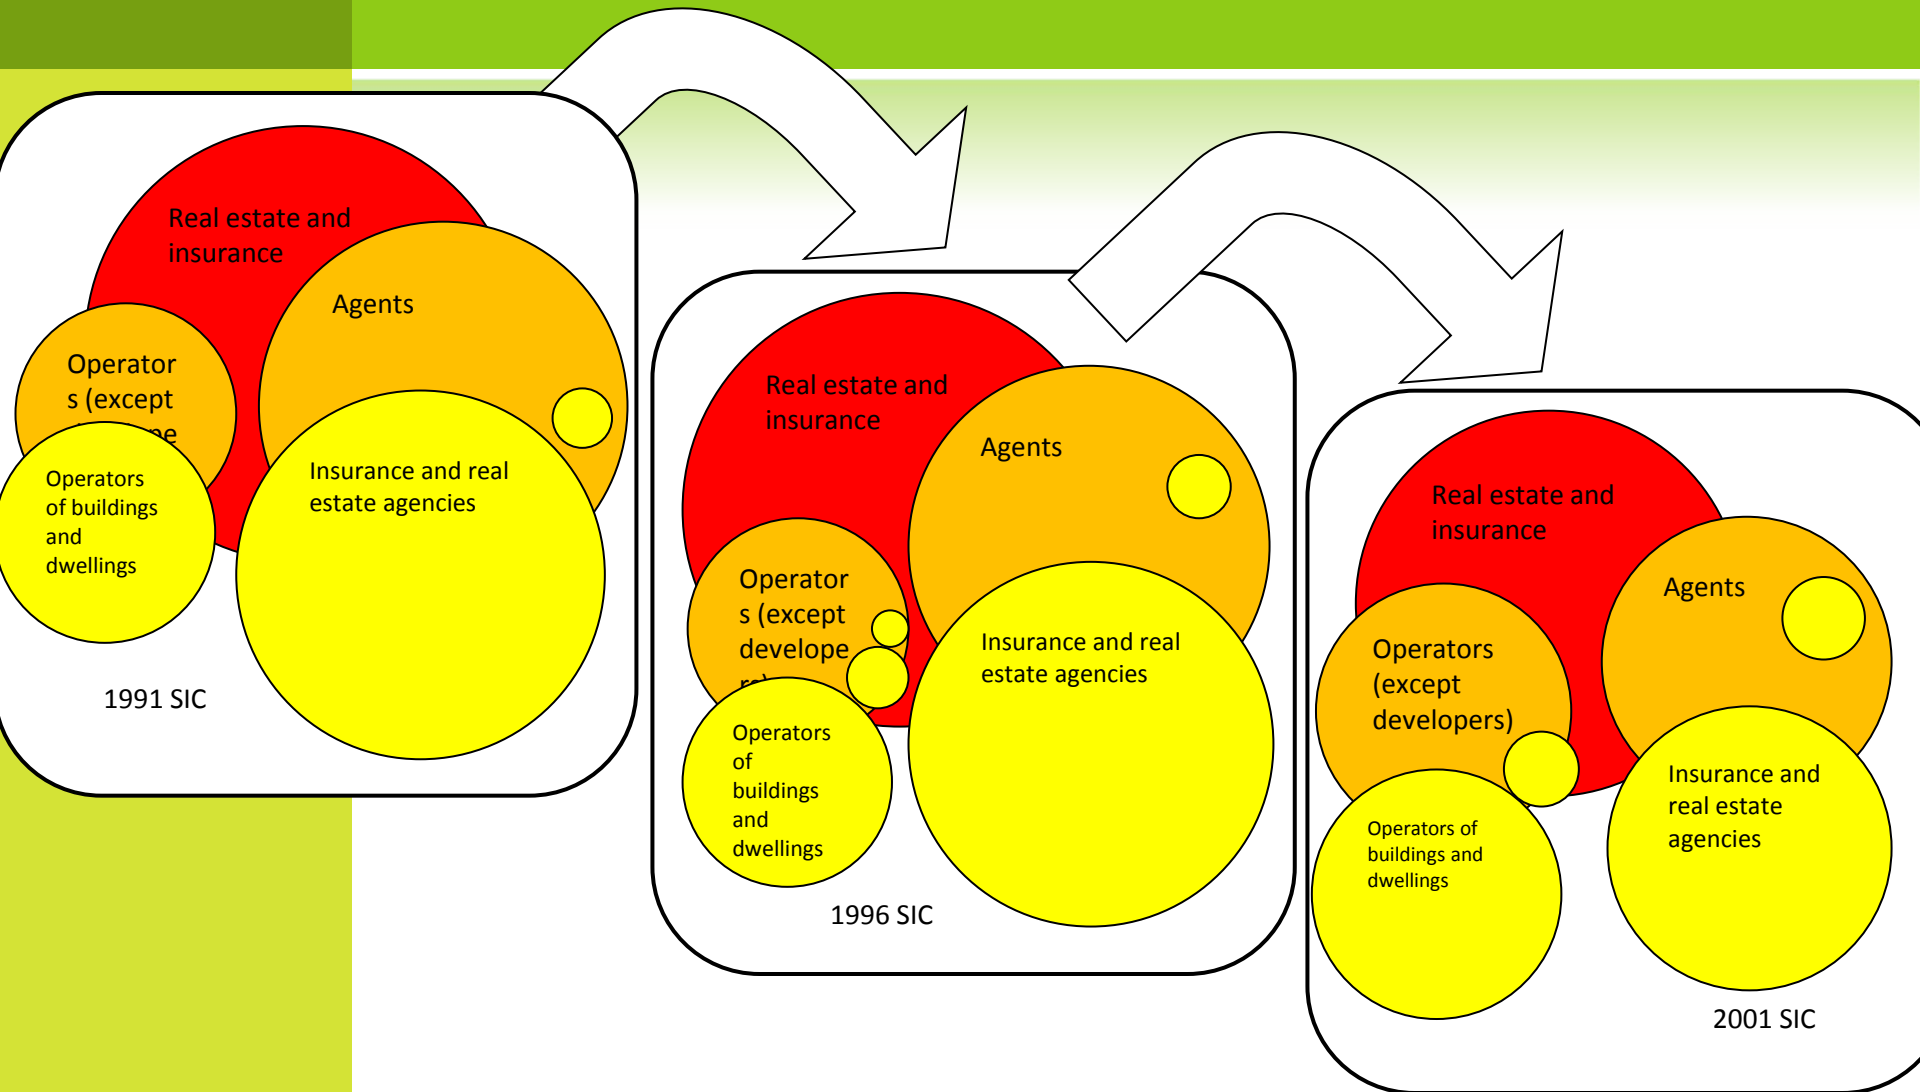 Real estate and
insurance
Agents
Operator
s (except
Operators
of buildings
and
dwellings
Insurance and real
estate agencies
1991 SIC
Real estate and
insurance
Agents
Operator
s (except
develope
Operators
of
buildings
and
dwellings
Insurance and real
estate agencies
1996 SIC
Real estate and
insurance
Agents
Operators
(except
developers)
Operators of
buildings and
dwellings
Insurance and
real estate
agencies
2001 SIC